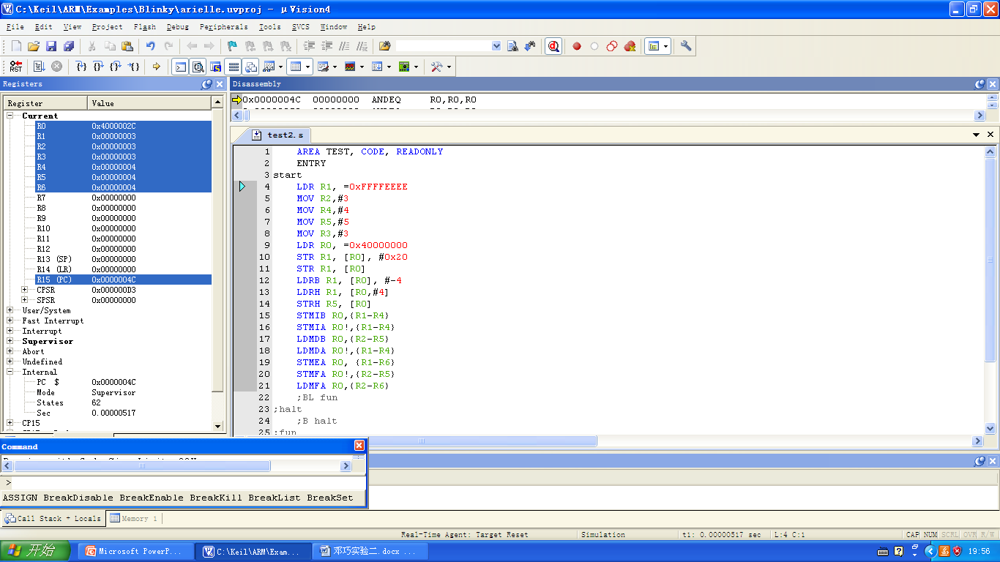 C:\Keil\ARM\Examples\Blinky\arielle.uvproj - µVision4
File Edit View Project Flash Debug Peripherals Tools SVCS Window Help
RST
Registers
Register Value
Current
R0 0x4000002C
R1 0x00000003
R2 0x00000003
R3 0x00000003
R4 0x00000004
R5 0x00000004
R6 0x00000004
R7 0x00000000
R8 0x00000000
R9 0x00000000
R10 0x00000000
R11 0x00000000
R12 0x00000000
R13 (SP) 0x00000000
R14 (LR) 0x00000000
R15 (PC) 0x0000004C
CPSR 0x000000D3
SPSR 0x00000000
User/System
Fast Interrupt
Interrupt
Supervisor
Abort
Undefined
Internal
PC $ 0x0000004C
Mode Supervisor
States 62
Sec 0.00000517
CP15
Disassembly
0x0000004C 00000000 ANDEQ R0,R0,R0
test2.s
1 AREA TEST, CODE, READONLY
2 ENTRY
3 start
4 LDR R1, =0xFFFFEEEE
5 MOV R2,#3
6 MOV R4,#4
7 MOV R5,#5
8 MOV R3,#3
9 LDR R0, =0x40000000
10 STR R1, [R0], #0x20
11 STR R1, [R0]
12 LDRB R1, [R0], #-4
13 LDRH R1, [R0,#4]
14 STRH R5, [R0]
15 STMIB R0,{R1-R4}
16 STMIA R0!,{R1-R4}
17 LDMDB R0,{R2-R5}
18 LDMDA R0!,{R1-R4}
19 STMEA R0, {R1-R6}
20 STMFA R0!,{R2-R5}
21 LDMFA R0,{R2-R6}
22 ;BL fun
23 ;halt
24 ;B halt
25 ;fun
Command
>
ASSIGN BreakDisable BreakEnable BreakKill BreakList BreakSet
Call Stack + Locals Memory 1
Real-Time Agent: Target Reset Simulation t1: 0.00000517 sec L:4 C:1 CAP NUM SCRL OVR R/W
开始 Microsoft PowerP... C:\Keil\ARM\Exam... 邓巧实验二.docx ... 19:56